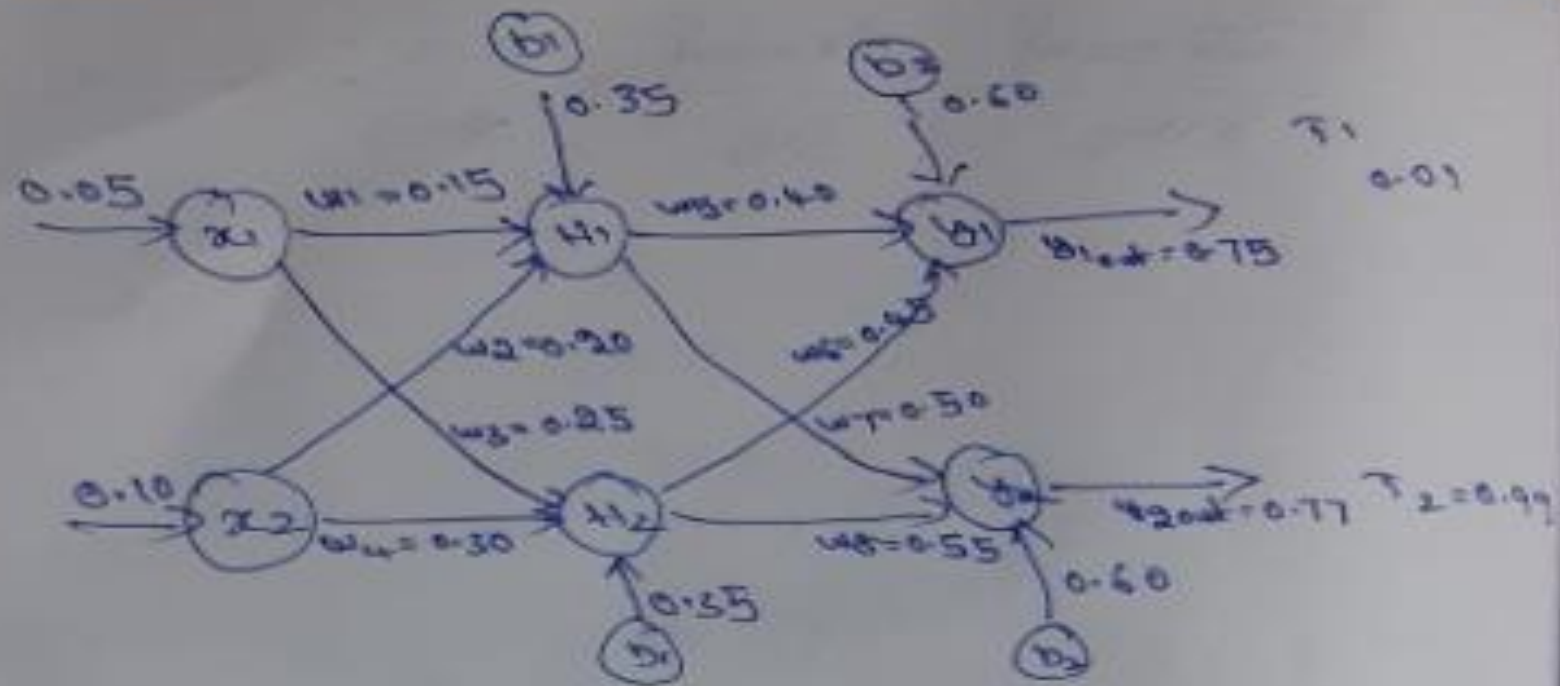 b1
b2
0.35
0.60
T1
0.01
0.05
x1
w1 = 0.15
H1
w5 = 0.40
y1
y1out = 0.75
w2 = 0.20
w6 = 0.45
w3 = 0.25
w7 = 0.50
0.10
x2
w4 = 0.30
H2
w8 = 0.55
y2
y2out = 0.77
T2 = 0.99
0.35
0.60
b1
b2